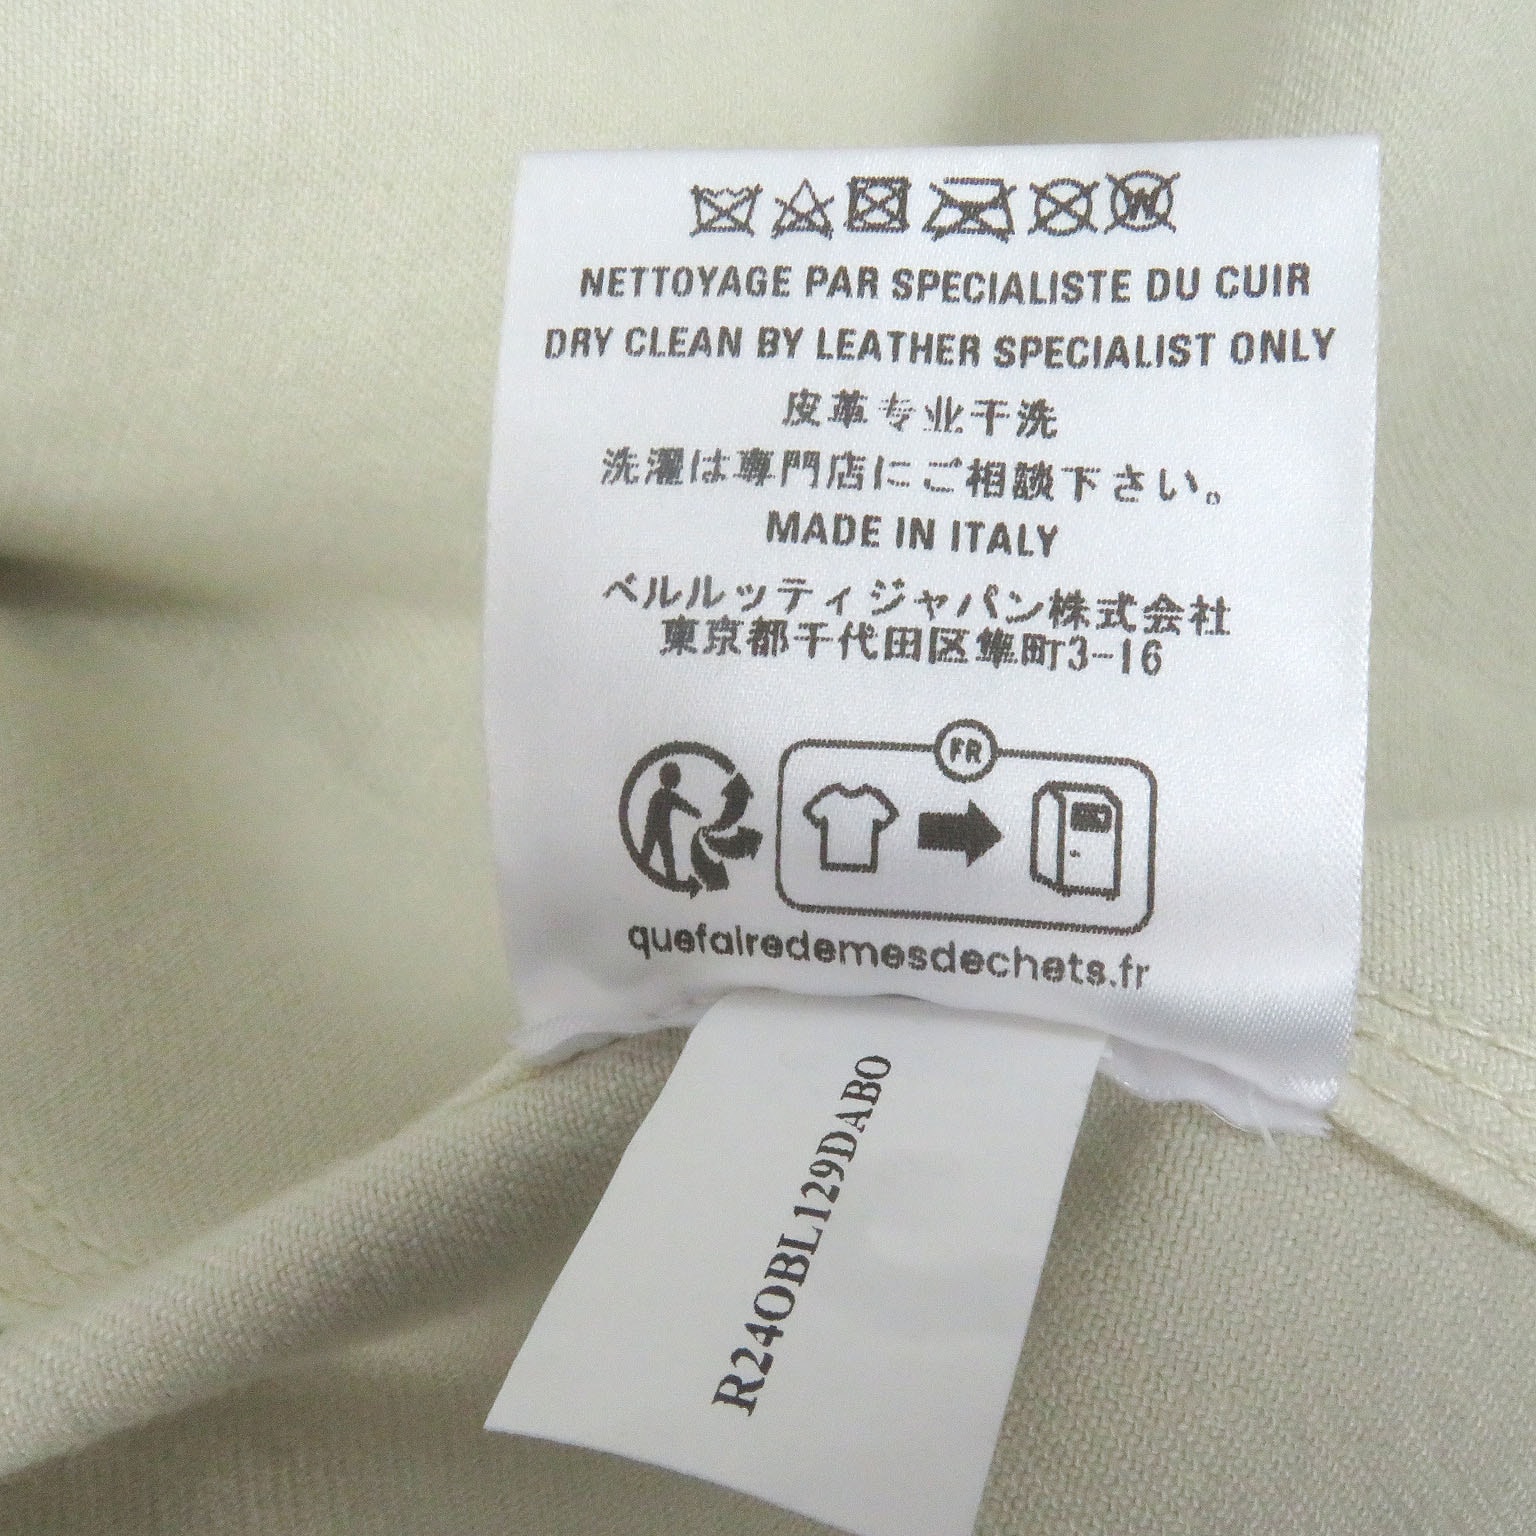 W
NETTOYAGE PAR SPECIALISTE DU CUIR
DRY CLEAN BY LEATHER SPECIALIST ONLY
皮革专业干洗
洗濯は専門店にご相談下さい。
MADE IN ITALY
ベルルッティジャパン株式会社
東京都千代田区隼町3-16
FR
quefairedemesdechets.fr
R24OBL129DAB0